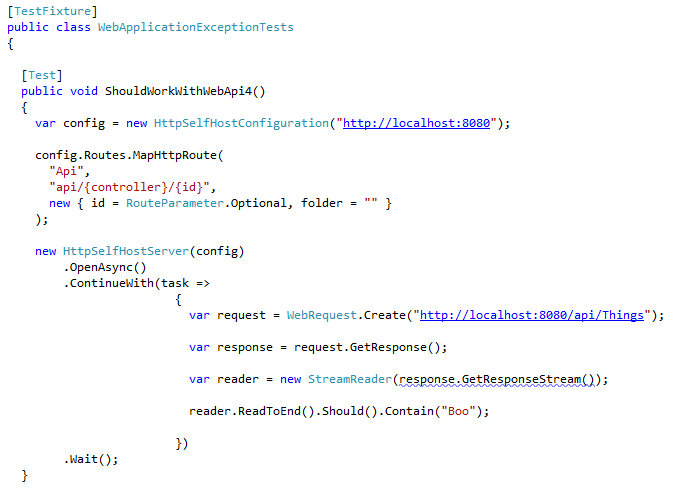 [TestFixture]
public class WebApplicationExceptionTests
{
[Test]
public void ShouldWorkWithWebApi4()
{
var config = new HttpSelfHostConfiguration("http://localhost:8080");
config.Routes.MapHttpRoute(
"Api",
"api/{controller}/{id}",
new { id = RouteParameter.Optional, folder = "" }
);
new HttpSelfHostServer(config)
.OpenAsync()
.ContinueWith(task =>
{
var request = WebRequest.Create("http://localhost:8080/api/Things");
var response = request.GetResponse();
var reader = new StreamReader(response.GetResponseStream());
reader.ReadToEnd().Should().Contain("Boo");
})
.Wait();
}